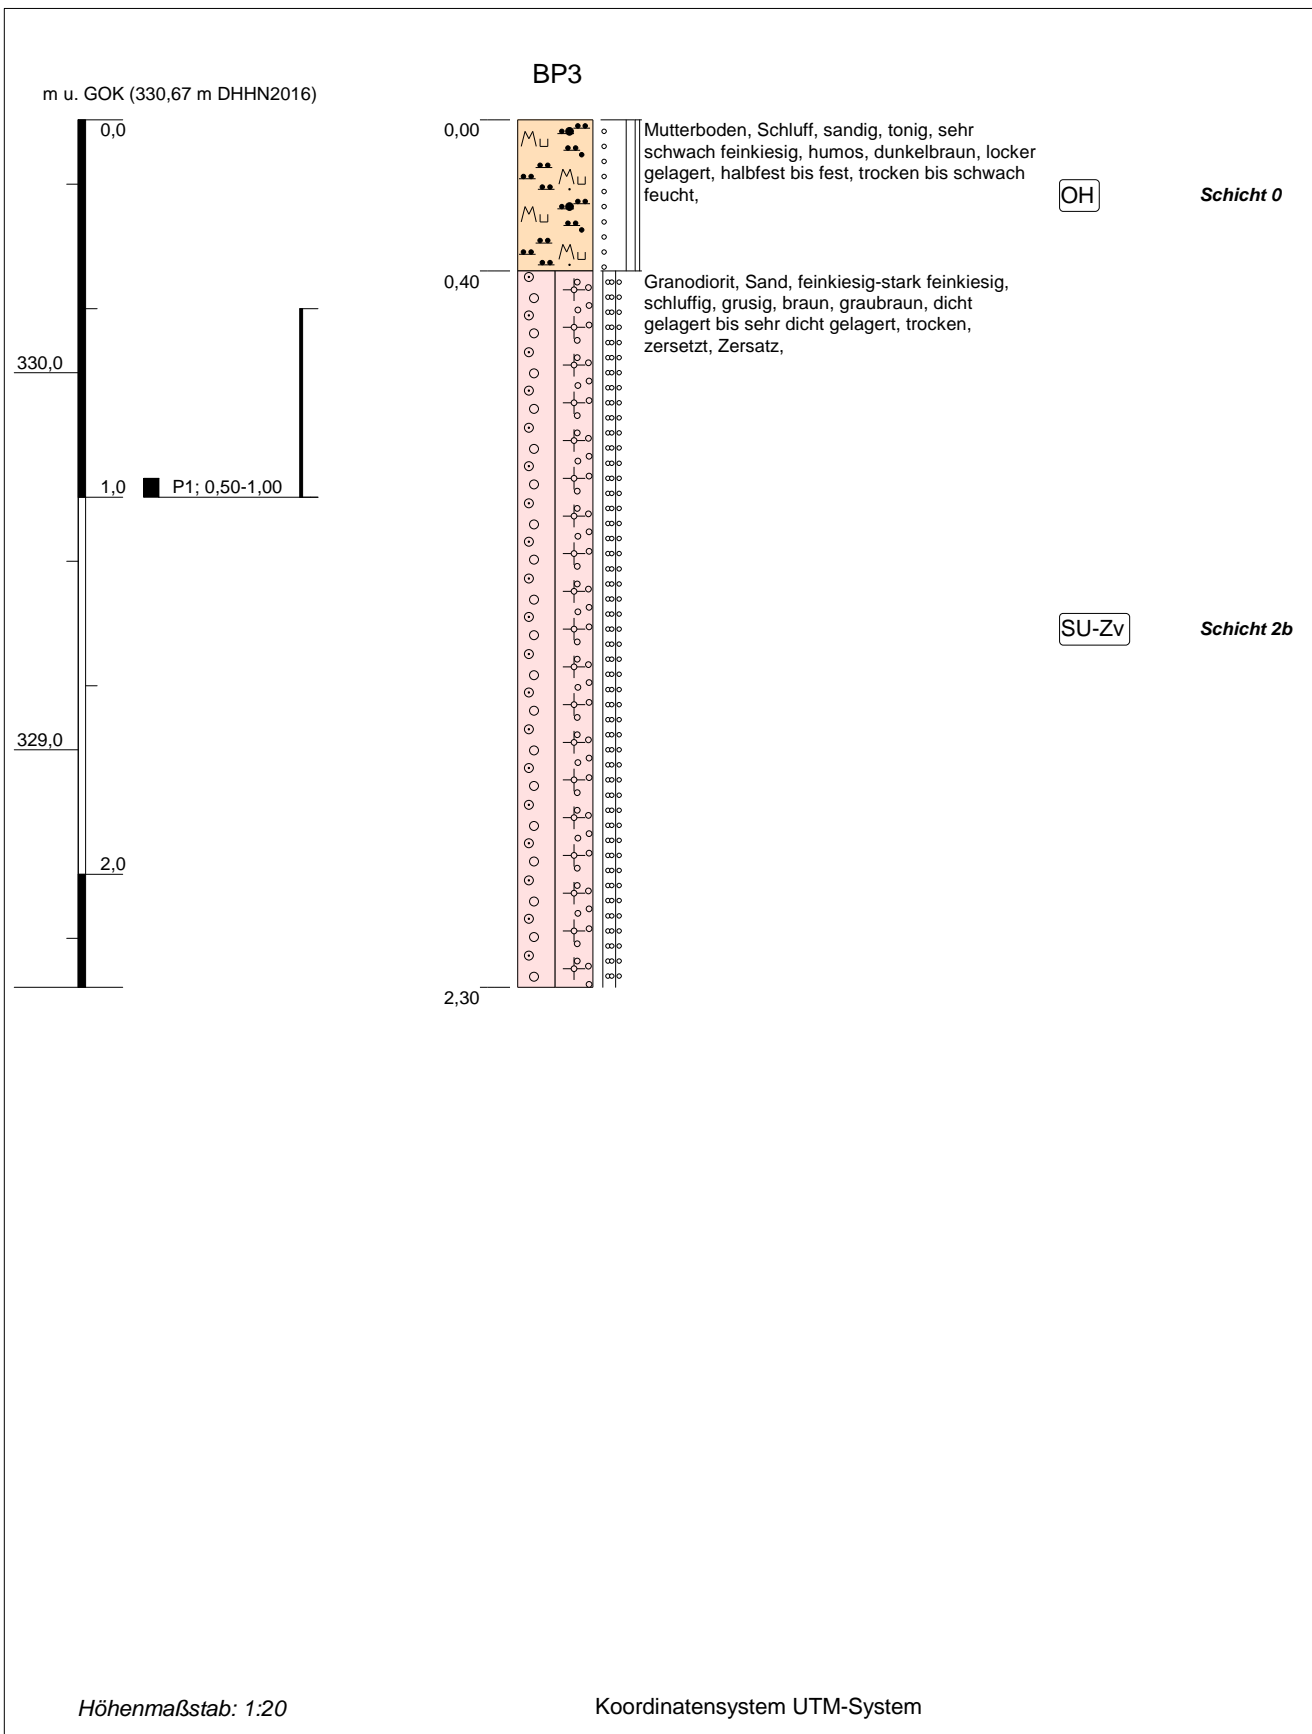 BP3
m u. GOK (330,67 m DHHN2016)
0,0
0,00
Mutterboden, Schluff, sandig, tonig, sehr
schwach feinkiesig, humos, dunkelbraun, locker
gelagert, halbfest bis fest, trocken bis schwach
feucht,
OH
Schicht 0
0,40
Granodiorit, Sand, feinkiesig-stark feinkiesig,
schluffig, grusig, braun, graubraun, dicht
gelagert bis sehr dicht gelagert, trocken,
zersetzt, Zersatz,
330,0
1,0
P1; 0,50-1,00
SU-Zv
Schicht 2b
329,0
2,0
2,30
Höhenmaßstab: 1:20
Koordinatensystem UTM-System